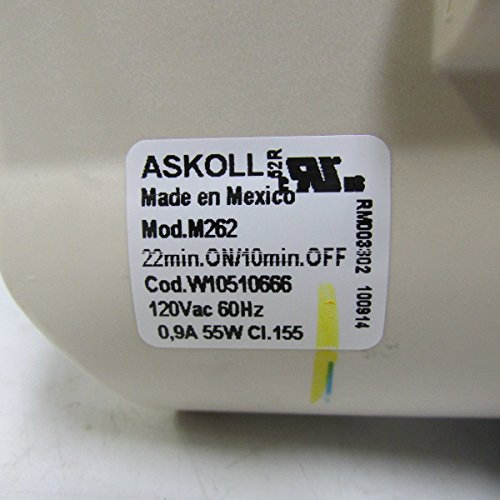 ASKOLL
Made en Mexico
Mod.M262
22min.ON/10min.OFF
Cod.W10510666
120Vac 60Hz
0,9A 55W Cl.155
62R
RM003302 100914